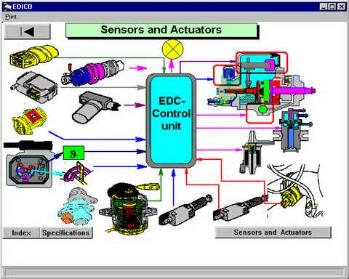 EDICO
Print
Sensors and Actuators
EDC-
Control
unit
ϑ
Index
Specifications
Sensors and Actuators